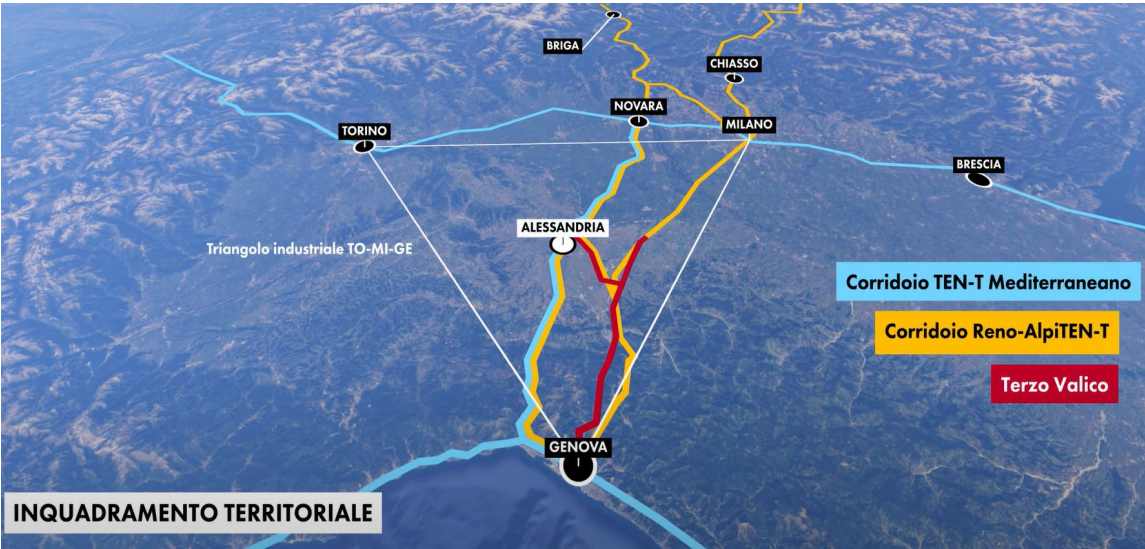 BRIGA
CHIASSO
NOVARA
MILANO
TORINO
BRESCIA
ALESSANDRIA
Triangolo industriale TO-MI-GE
Corridoio TEN-T Mediterraneano
Corridoio Reno-AlpiTEN-T
Terzo Valico
GENOVA
INQUADRAMENTO TERRITORIALE